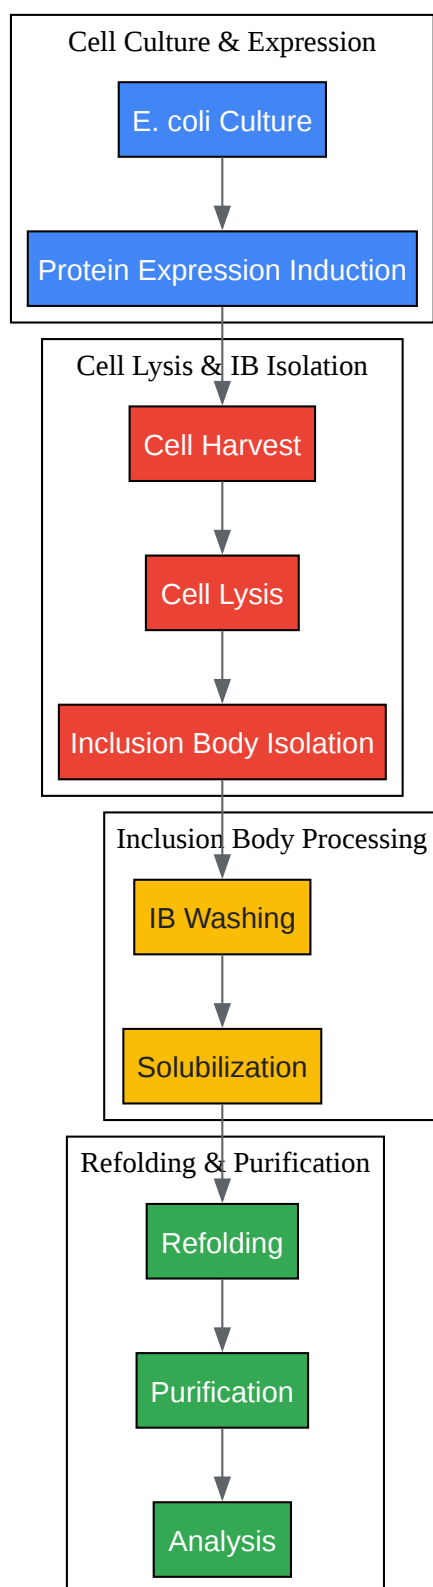 Cell Culture & Expression
E. coli Culture
Protein Expression Induction
Cell Lysis & IB Isolation
Cell Harvest
Cell Lysis
Inclusion Body Isolation
Inclusion Body Processing
IB Washing
Solubilization
Refolding & Purification
Refolding
Purification
Analysis